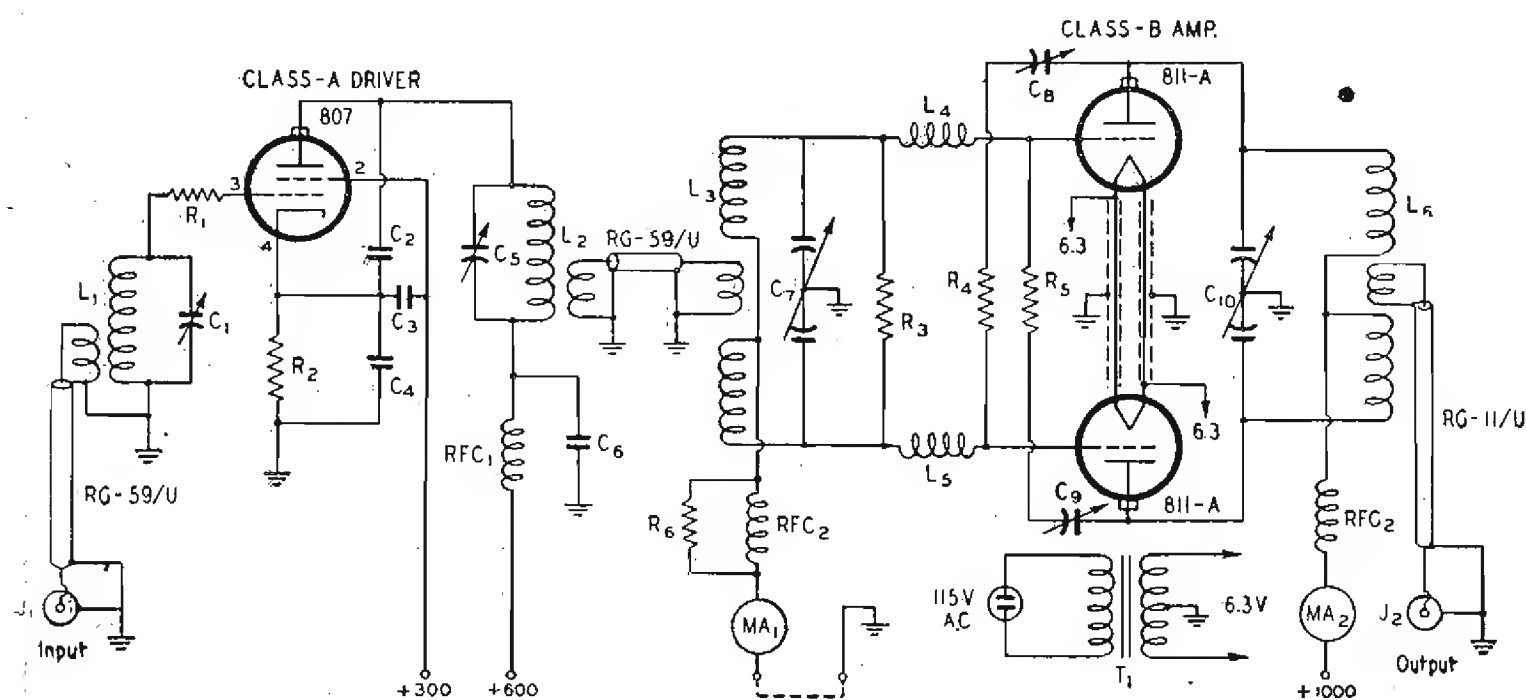 CLASS-A DRIVER
807
2
3
4
R1
L1
C1
C2
C3
C4
R2
RG-59/U
J1
Input
+300
C5
L2
RFC1
C6
+600
RG-59/U
L3
C7
R3
L4
L5
R6
RFC2
MA1
CLASS-B AMP.
C8
811-A
R4
R5
6.3
6.3
C9
811-A
C10
L6
115V
A.C
T1
6.3V
RFC2
MA2
+1000
RG-11/U
J2
Output